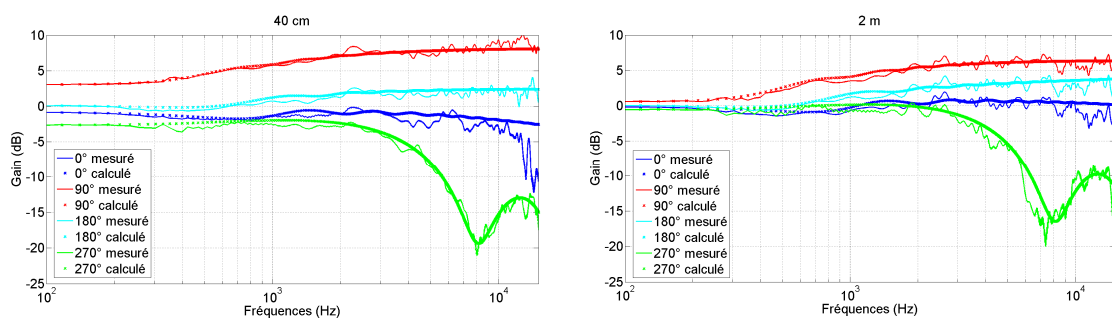 40 cm
10
5
0
-5
-10
-15
-20
-25
Gain (dB)
0° mesuré
0° calculé
90° mesuré
90° calculé
180° mesuré
180° calculé
270° mesuré
270° calculé
10²
10³
10⁴
Fréquences (Hz)
2 m
10
5
0
-5
-10
-15
-20
-25
Gain (dB)
0° mesuré
0° calculé
90° mesuré
90° calculé
180° mesuré
180° calculé
270° mesuré
270° calculé
10²
10³
10⁴
Fréquences (Hz)